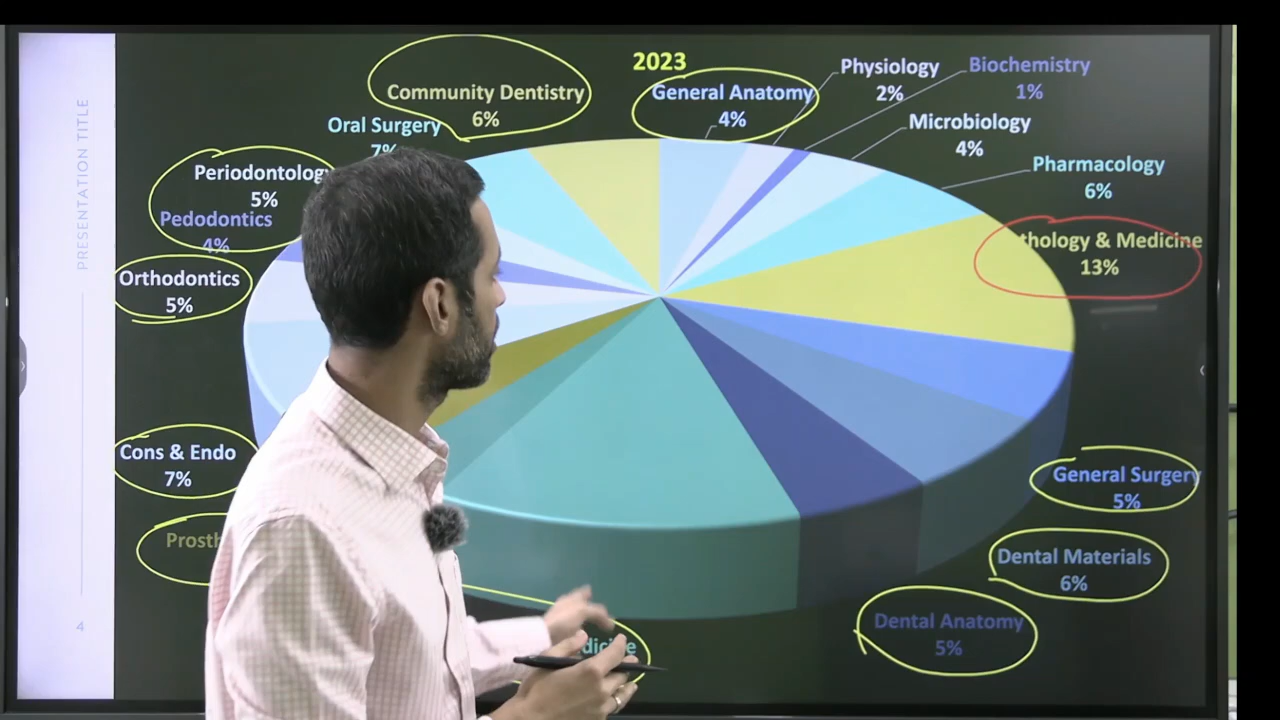 PRESENTATION TITLE
4
2023
Community Dentistry
6%
General Anatomy
4%
Physiology
2%
Biochemistry
1%
Oral Surgery
7%
Microbiology
4%
Periodontology
5%
Pharmacology
6%
Pedodontics
4%
thology & Medicine
13%
Orthodontics
5%
Cons & Endo
7%
General Surgery
5%
Prosth
Dental Materials
6%
Dental Anatomy
5%
dicine